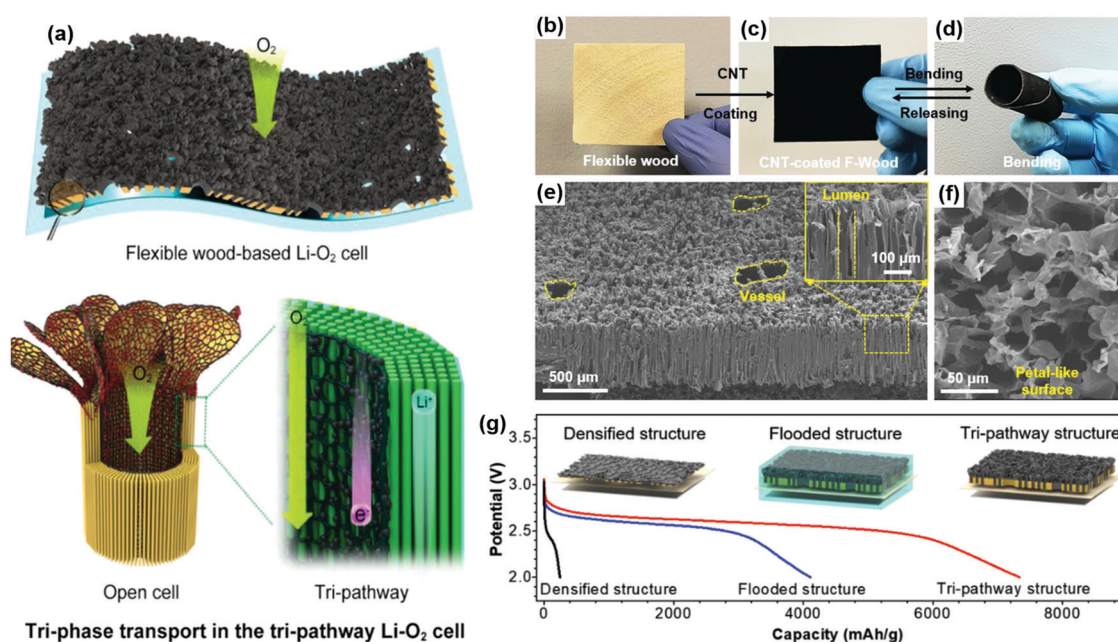 (a)
O₂
Flexible wood-based Li-O₂ cell
O₂
Open cell
O₂
Li⁺
e⁻
Tri-pathway
Tri-phase transport in the tri-pathway Li-O₂ cell
(b)
Flexible wood
CNT
Coating
(c)
CNT-coated F-Wood
Bending
Releasing
(d)
Bending
(e)
Lumen
100 µm
Vessel
500 µm
(f)
Petal-like
surface
50 µm
(g)
Densified structure
Flooded structure
Tri-pathway structure
3.5
3.0
2.5
2.0
Potential (V)
Densified structure
Flooded structure
Tri-pathway structure
0
2000
4000
6000
8000
Capacity (mAh/g)